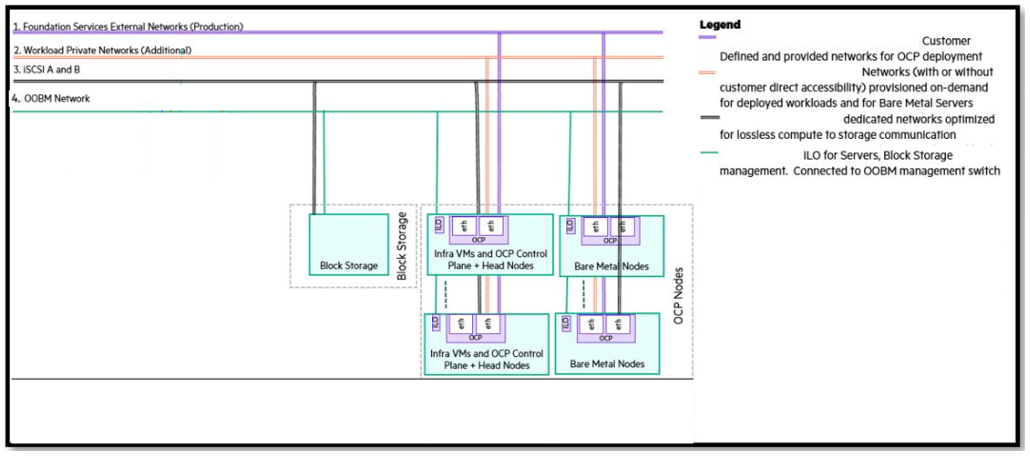 1. Foundation Services External Networks (Production)
2. Workload Private Networks (Additional)
3. iSCSI A and B
4.. OOBM Network
Legend
Customer
Defined and provided networks for OCP deployment
Networks (with or without
customer direct accessibility) provisioned on-demand
for deployed workloads and for Bare Metal Servers
dedicated networks optimized
for lossless compute to storage communication
ILO for Servers, Block Storage
management. Connected to OOBM management switch
Block Storage
Block Storage
ILO
eth
eth
OCP
Infra VMs and OCP Control
Plane + Head Nodes
ILO
eth
eth
OCP
Bare Metal Nodes
ILO
eth
eth
OCP
Infra VMs and OCP Control
Plane + Head Nodes
ILO
eth
eth
OCP
Bare Metal Nodes
OCP Nodes